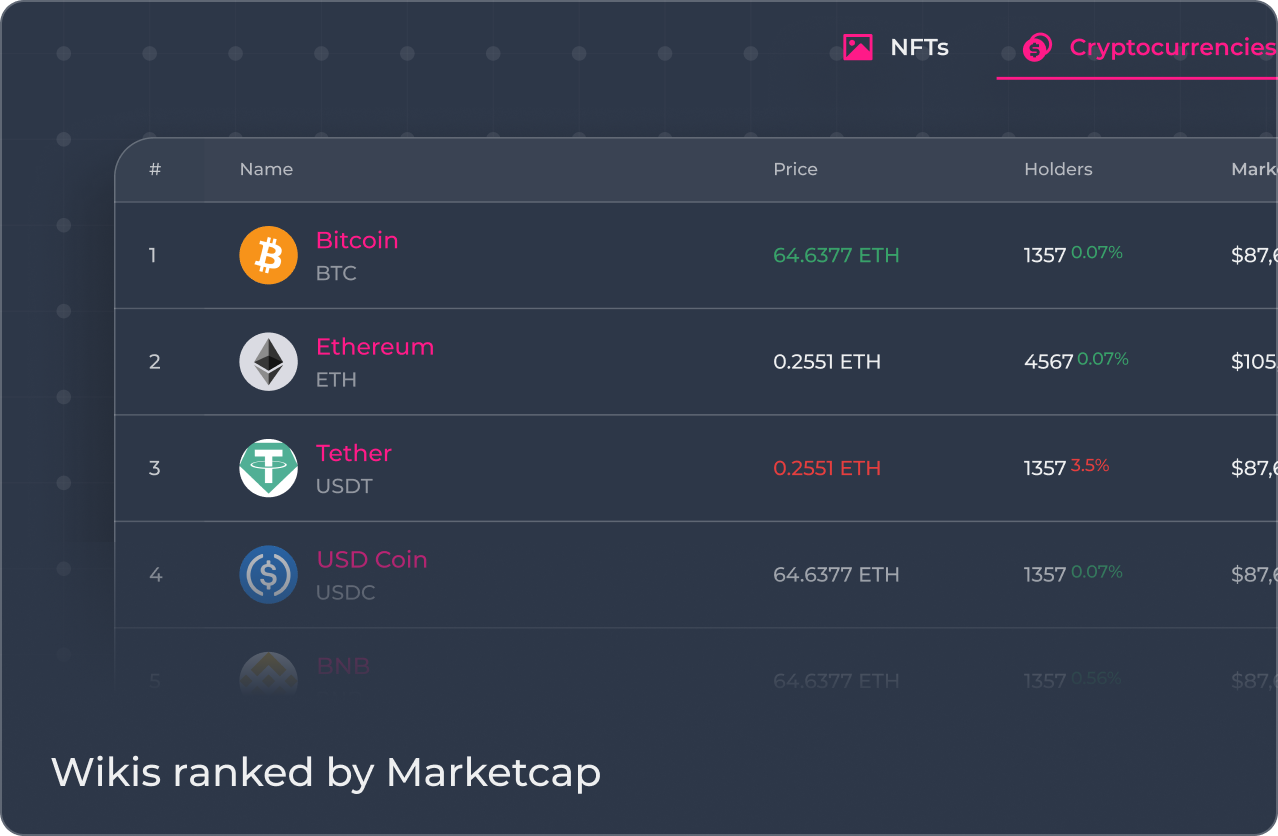 NFTs Cryptocurrencies
# Name Price Holders Marke
1 Bitcoin 64.6377 ETH 1357 0.07% $87,6
BTC
2 Ethereum 0.2551 ETH 4567 0.07% $105
ETH
3 Tether 0.2551 ETH 1357 3.5% $87,6
USDT
4 USD Coin 64.6377 ETH 1357 0.07% $87,6
USDC
5 BNB 64.6377 ETH 1357 0.56% $87,6
Wikis ranked by Marketcap